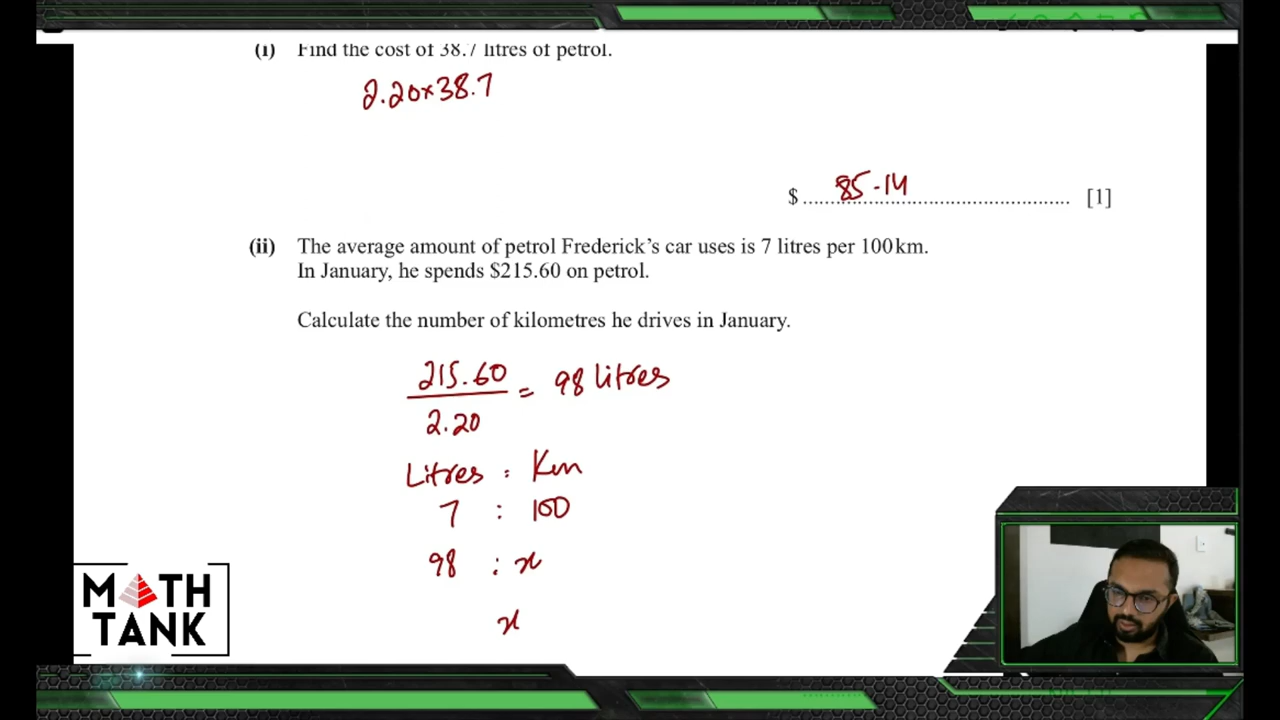 (i) Find the cost of 38.7 litres of petrol.
2.20×38.7
$ 85.14 [1]
(ii) The average amount of petrol Frederick’s car uses is 7 litres per 100 km.
In January, he spends $215.60 on petrol.
Calculate the number of kilometres he drives in January.
215.60
2.20
= 98 litres
Litres : Km
7 : 100
98 : x
x
MATH
TANK